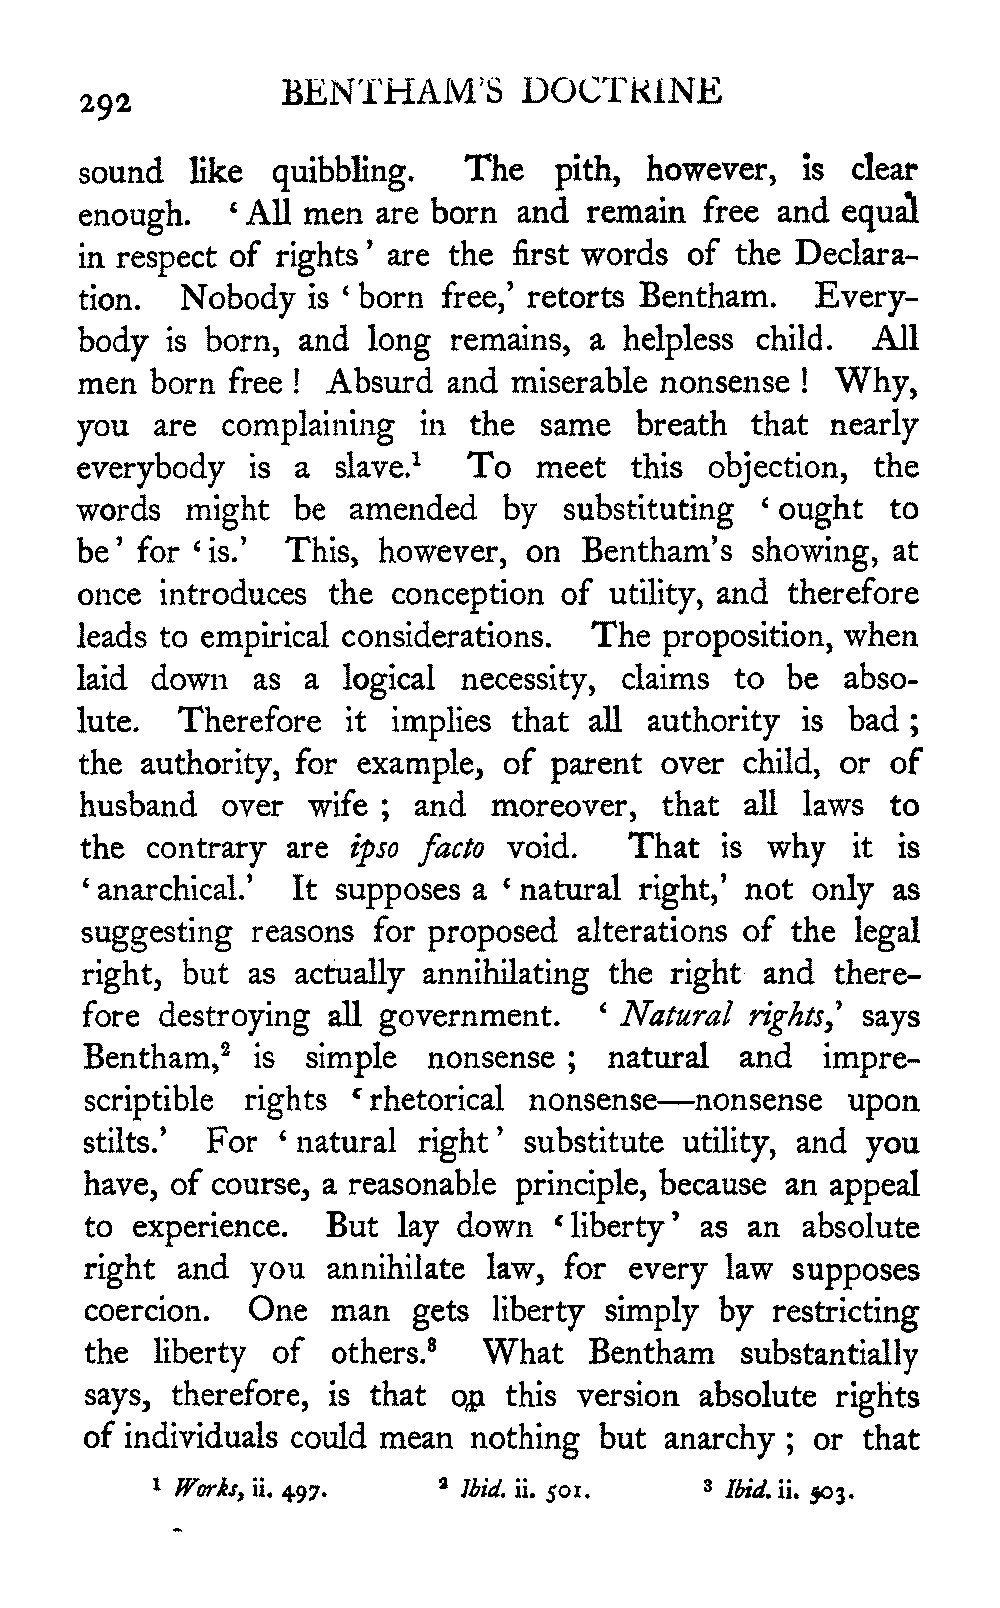 292 BENTHAM'S DOCTRINE
sound like quibbling. The pith, however, is clear
enough. ‘All men are born and remain free and equal
in respect of rights’ are the first words of the Declara-
tion. Nobody is ‘born free,’ retorts Bentham. Every-
body is born, and long remains, a helpless child. All
men born free! Absurd and miserable nonsense! Why,
you are complaining in the same breath that nearly
everybody is a slave.¹ To meet this objection, the
words might be amended by substituting ‘ought to
be’ for ‘is.’ This, however, on Bentham's showing, at
once introduces the conception of utility, and therefore
leads to empirical considerations. The proposition, when
laid down as a logical necessity, claims to be abso-
lute. Therefore it implies that all authority is bad;
the authority, for example, of parent over child, or of
husband over wife; and moreover, that all laws to
the contrary are ipso facto void. That is why it is
‘anarchical.’ It supposes a ‘natural right,’ not only as
suggesting reasons for proposed alterations of the legal
right, but as actually annihilating the right and there-
fore destroying all government. ‘Natural rights,’ says
Bentham,² is simple nonsense; natural and impre-
scriptible rights ‘rhetorical nonsense—nonsense upon
stilts.’ For ‘natural right’ substitute utility, and you
have, of course, a reasonable principle, because an appeal
to experience. But lay down ‘liberty’ as an absolute
right and you annihilate law, for every law supposes
coercion. One man gets liberty simply by restricting
the liberty of others.³ What Bentham substantially
says, therefore, is that on this version absolute rights
of individuals could mean nothing but anarchy; or that
¹ Works, ii. 497. ² Ibid. ii. 501. ³ Ibid. ii. 503.